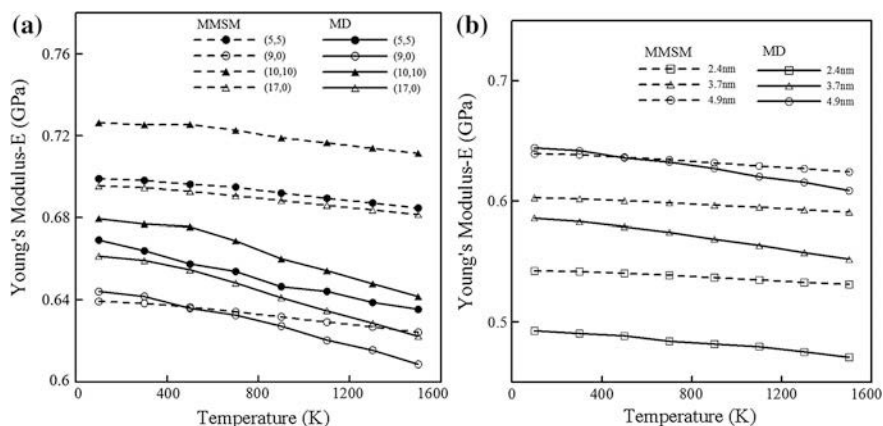 (a)
MMSM MD
(5,5) (5,5)
(9,0) (9,0)
(10,10) (10,10)
(17,0) (17,0)
Young's Modulus-E (GPa)
0.76
0.72
0.68
0.64
0.6
0 400 800 1200 1600
Temperature (K)
(b)
MMSM MD
2.4nm 2.4nm
3.7nm 3.7nm
4.9nm 4.9nm
Young's Modulus-E (GPa)
0.7
0.6
0.5
0 400 800 1200 1600
Temperature (K)